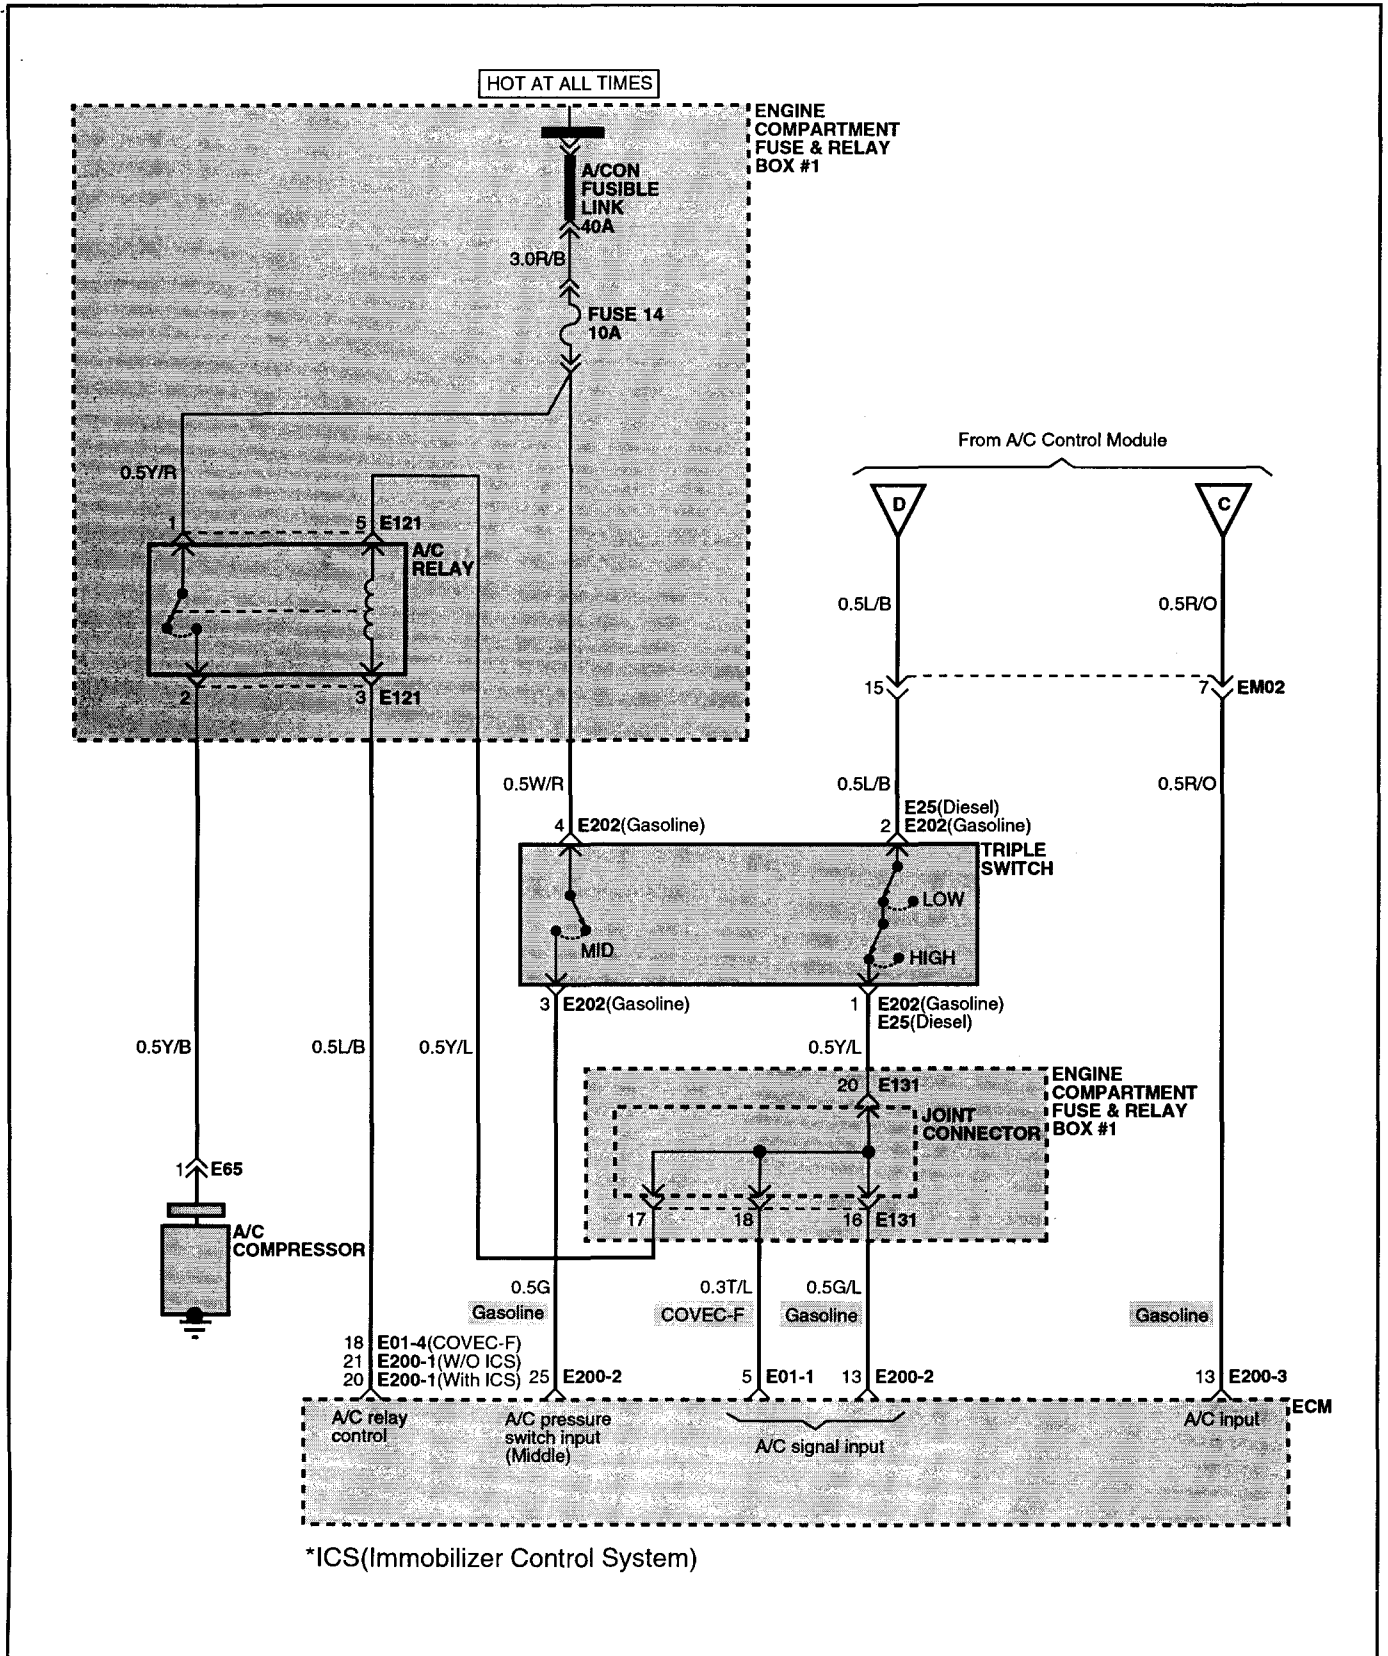 HOT AT ALL TIMES
ENGINE
COMPARTMENT
FUSE & RELAY
BOX #1
A/CON
FUSIBLE
LINK
40A
3.0R/B
FUSE 14
10A
From A/C Control Module
0.5Y/R
D
C
1
5
E121
A/C
RELAY
0.5L/B
0.5R/O
15
7
EM02
2
3
E121
0.5W/R
0.5L/B
0.5R/O
E25(Diesel)
4
E202(Gasoline)
2
E202(Gasoline)
TRIPLE
SWITCH
LOW
MID
HIGH
3
E202(Gasoline)
1
E202(Gasoline)
E25(Diesel)
0.5Y/B
0.5L/B
0.5Y/L
0.5Y/L
20
E131
ENGINE
COMPARTMENT
FUSE & RELAY
BOX #1
JOINT
CONNECTOR
1
E65
17
18
16
E131
A/C
COMPRESSOR
0.5G
0.3T/L
0.5G/L
Gasoline
COVEC-F
Gasoline
Gasoline
18 E01-4(COVEC-F)
21 E200-1(W/O ICS)
20 E200-1(With ICS)
25
E200-2
5
E01-1
13
E200-2
13
E200-3
ECM
A/C relay
control
A/C pressure
switch input
(Middle)
A/C signal input
A/C input
*ICS(Immobilizer Control System)